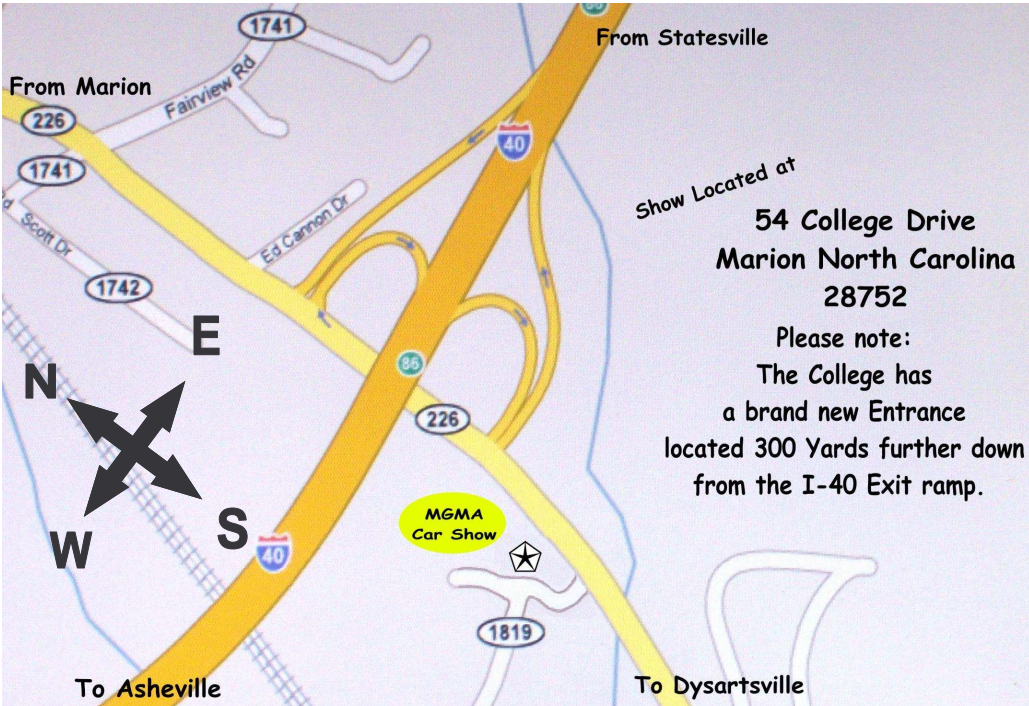 86
1741
From Statesville
From Marion
Fairview Rd
226
40
1741
Show Located at
Ed Cannon Dr
Scott Dr
54 College Drive
Marion North Carolina
28752
1742
E
Please note:
N
86
The College has
a brand new Entrance
226
located 300 Yards further down
from the I-40 Exit ramp.
MGMA
Car Show
S
W
40
1819
To Asheville
To Dysartsville